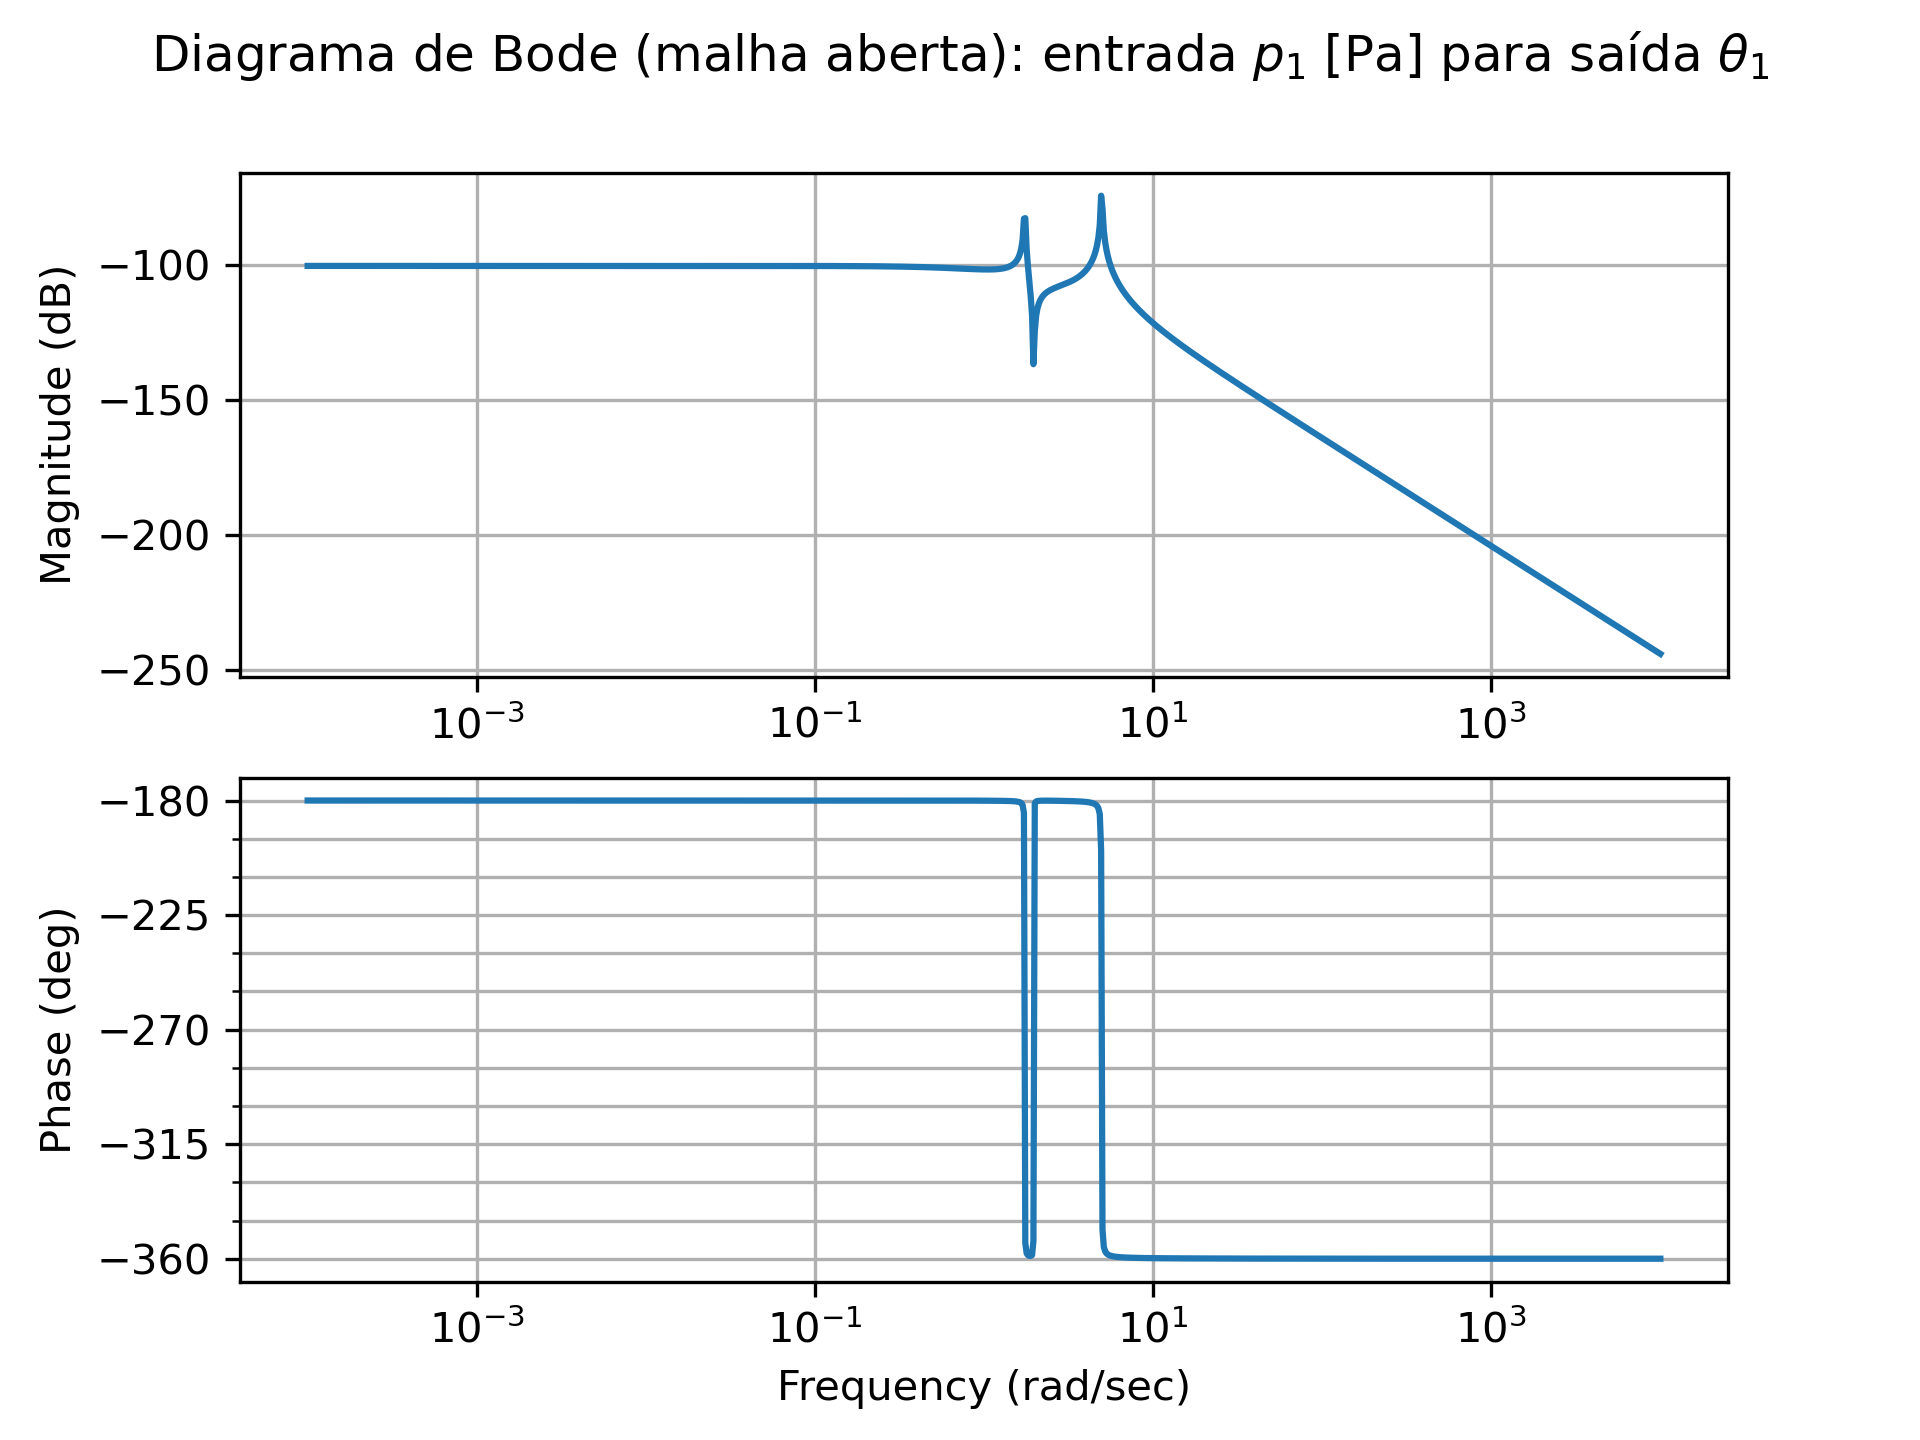 Diagrama de Bode (malha aberta): entrada p₁ [Pa] para saída θ₁
Magnitude (dB)
−100
−150
−200
−250
10⁻³ 10⁻¹ 10¹ 10³
Phase (deg)
−180
−225
−270
−315
−360
10⁻³ 10⁻¹ 10¹ 10³
Frequency (rad/sec)